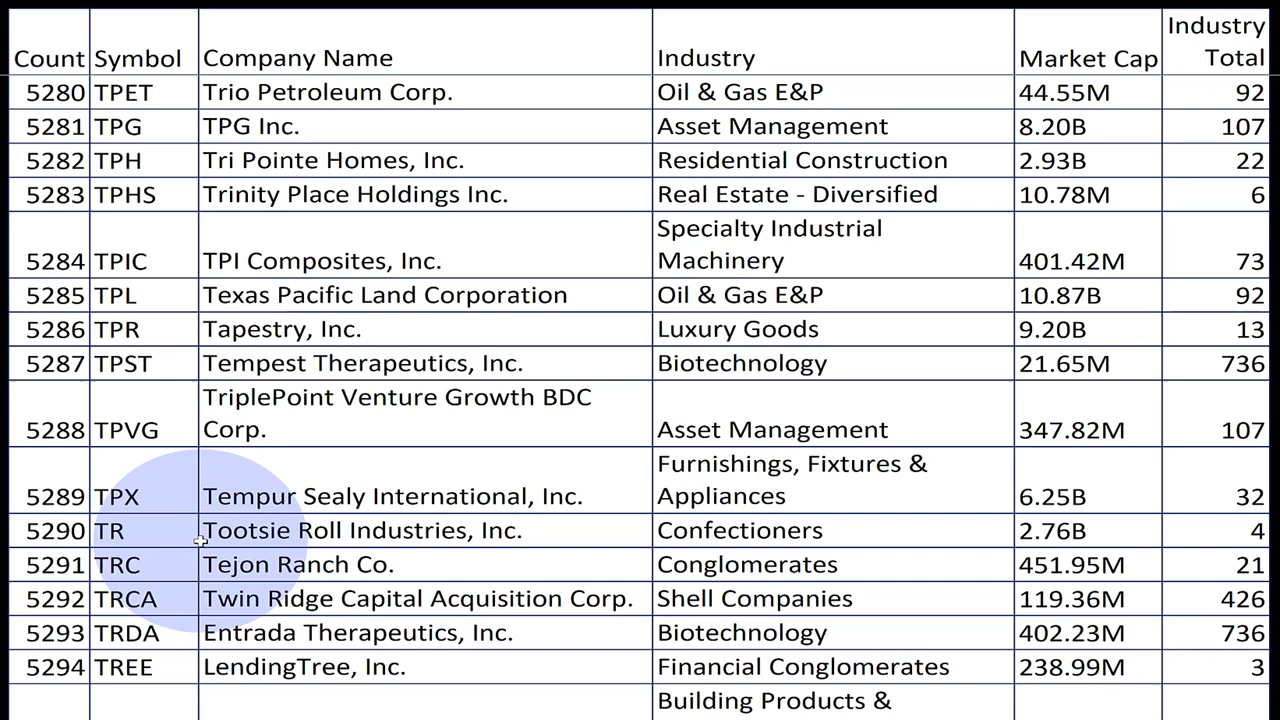 Count Symbol Company Name Industry Market Cap Industry Total
5280 TPET Trio Petroleum Corp. Oil & Gas E&P 44.55M 92
5281 TPG TPG Inc. Asset Management 8.20B 107
5282 TPH Tri Pointe Homes, Inc. Residential Construction 2.93B 22
5283 TPHS Trinity Place Holdings Inc. Real Estate - Diversified 10.78M 6
5284 TPIC TPI Composites, Inc. Specialty Industrial Machinery 401.42M 73
5285 TPL Texas Pacific Land Corporation Oil & Gas E&P 10.87B 92
5286 TPR Tapestry, Inc. Luxury Goods 9.20B 13
5287 TPST Tempest Therapeutics, Inc. Biotechnology 21.65M 736
5288 TPVG TriplePoint Venture Growth BDC Corp. Asset Management 347.82M 107
5289 TPX Tempur Sealy International, Inc. Furnishings, Fixtures & Appliances 6.25B 32
5290 TR Tootsie Roll Industries, Inc. Confectioners 2.76B 4
5291 TRC Tejon Ranch Co. Conglomerates 451.95M 21
5292 TRCA Twin Ridge Capital Acquisition Corp. Shell Companies 119.36M 426
5293 TRDA Entrada Therapeutics, Inc. Biotechnology 402.23M 736
5294 TREE LendingTree, Inc. Financial Conglomerates 238.99M 3
Building Products &